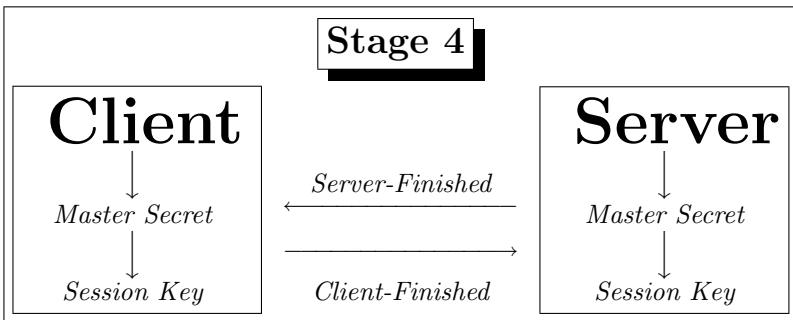 Stage 4
Client
Server
Server-Finished
Master Secret
Master Secret
Session Key
Client-Finished
Session Key